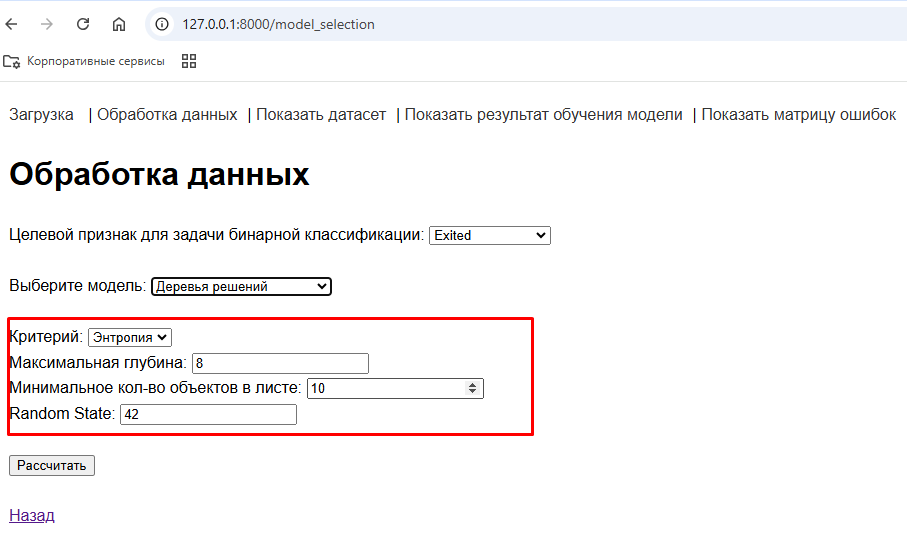 127.0.0.1:8000/model_selection
Корпоративные сервисы
Загрузка | Обработка данных | Показать датасет | Показать результат обучения модели | Показать матрицу ошибок
Обработка данных
Целевой признак для задачи бинарной классификации: Exited
Выберите модель: Деревья решений
Критерий: Энтропия
Максимальная глубина: 8
Минимальное кол-во объектов в листе: 10
Random State: 42
Рассчитать
Назад